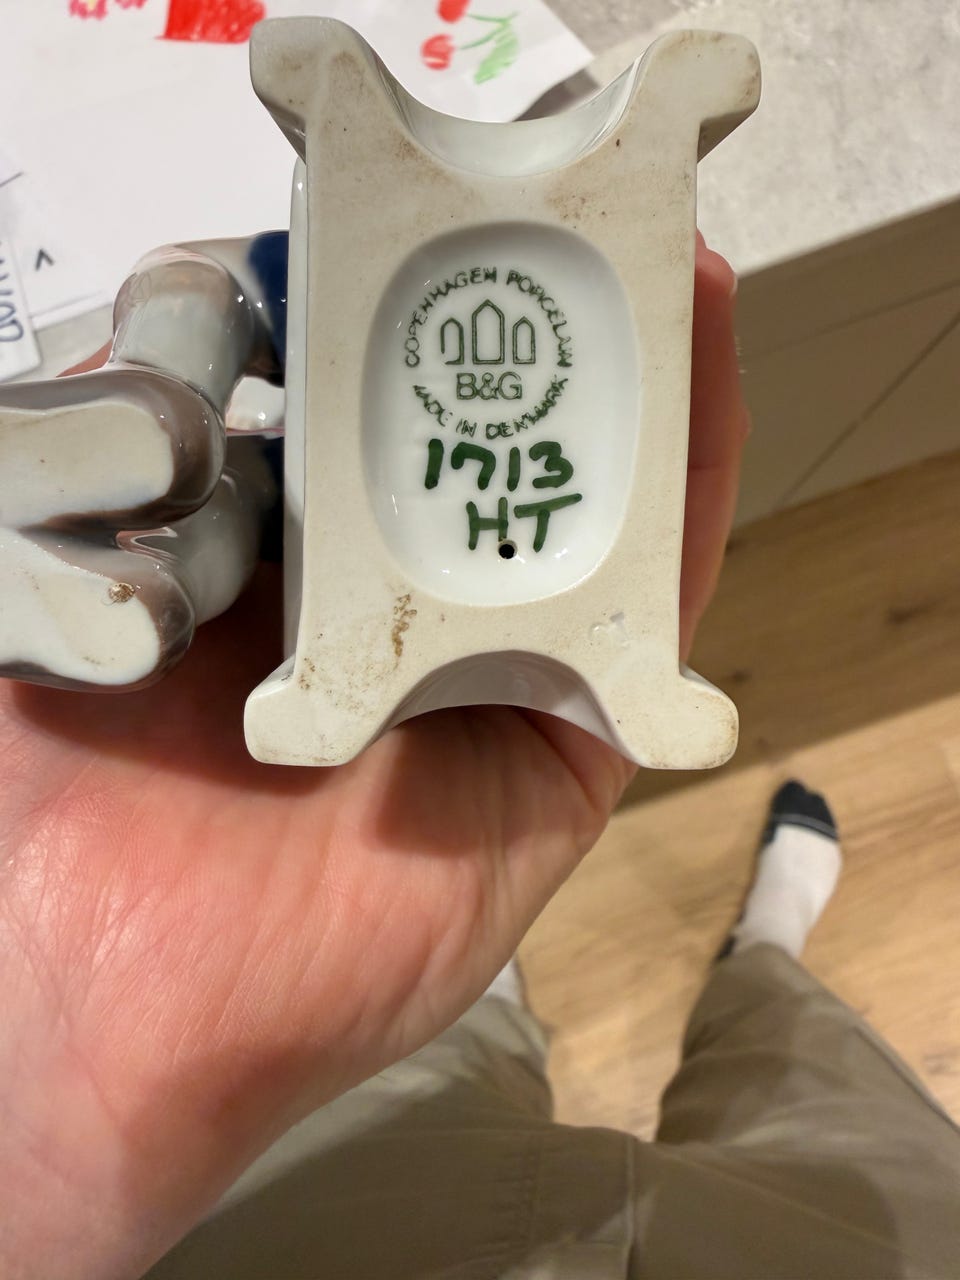 COPENHAGEN PORCELAIN
B&G
MADE IN DENMARK
1713
HT